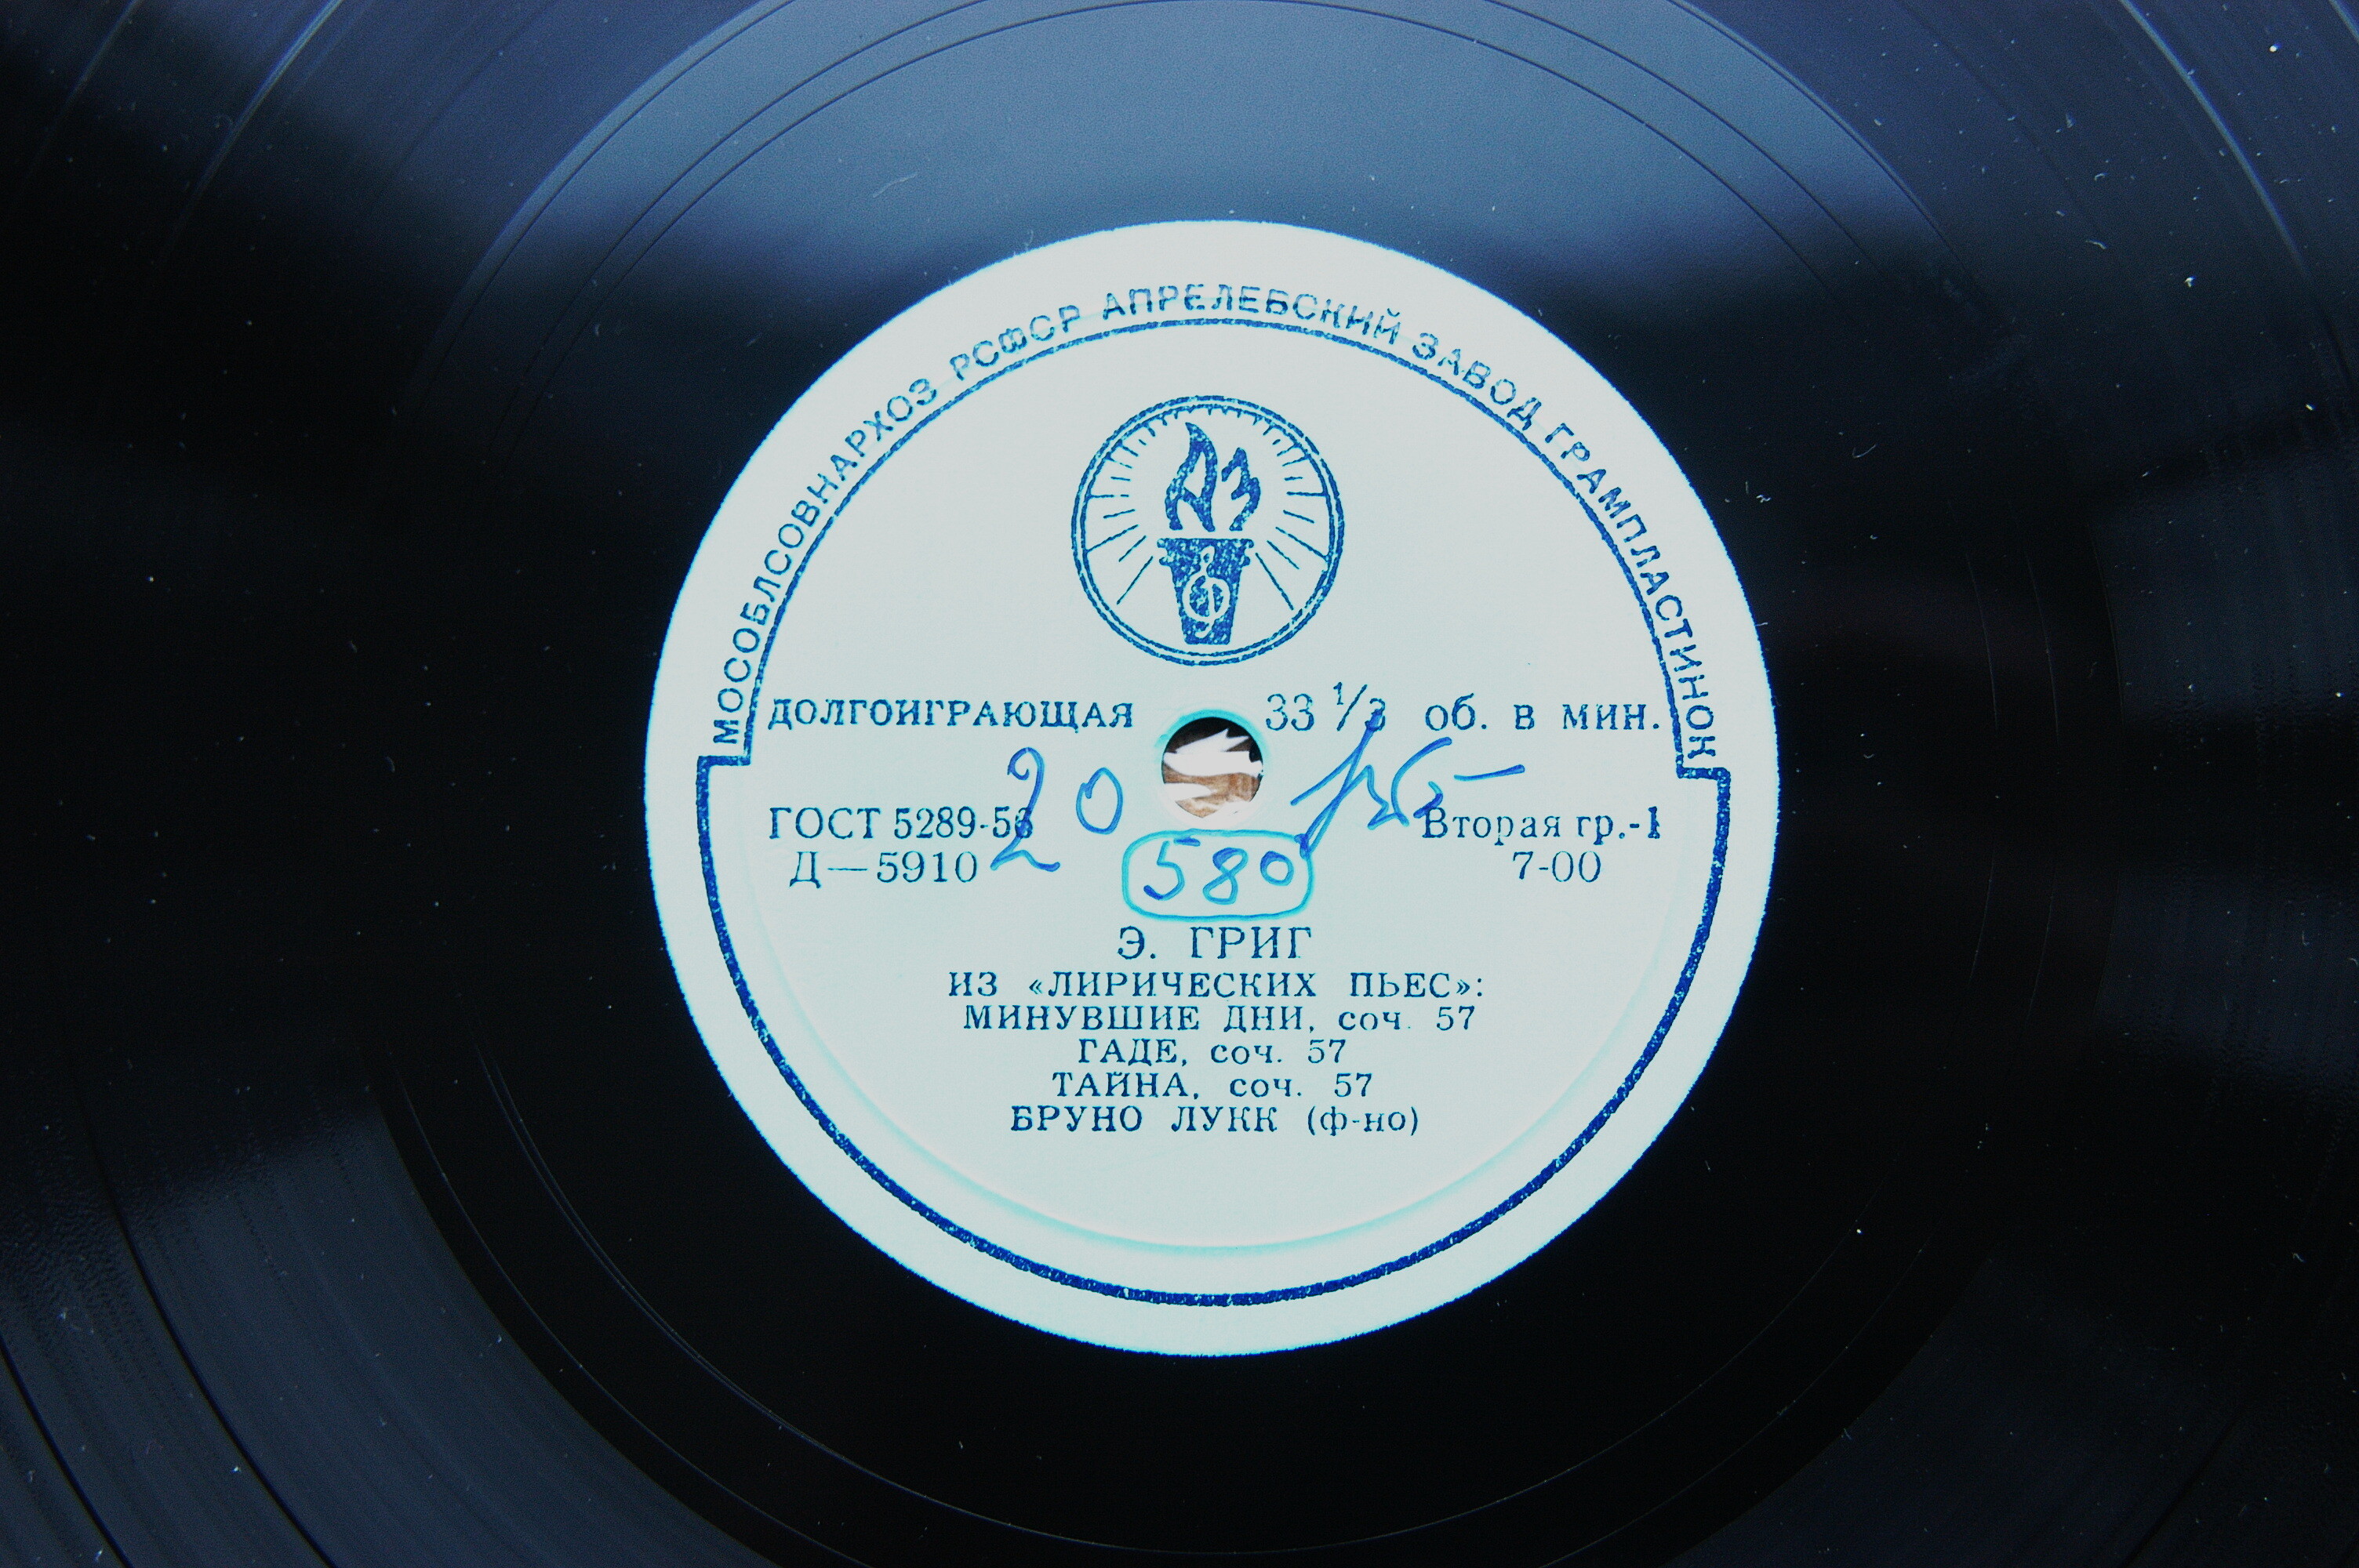 МОСОБЛСОВНАРХОЗ РСФСР АПРЕЛЕВСКИЙ ЗАВОД ГРАМПЛАСТИНОК
АЗ
ДОЛГОИГРАЮЩАЯ 33 1/3 об. в мин.
20
ГОСТ 5289-56 Вторая гр.-1
Д—5910 580 7-00
Э. ГРИГ
ИЗ «ЛИРИЧЕСКИХ ПЬЕС»:
МИНУВШИЕ ДНИ, соч. 57
ГАДЕ, соч. 57
ТАЙНА, соч. 57
БРУНО ЛУКК (ф-но)